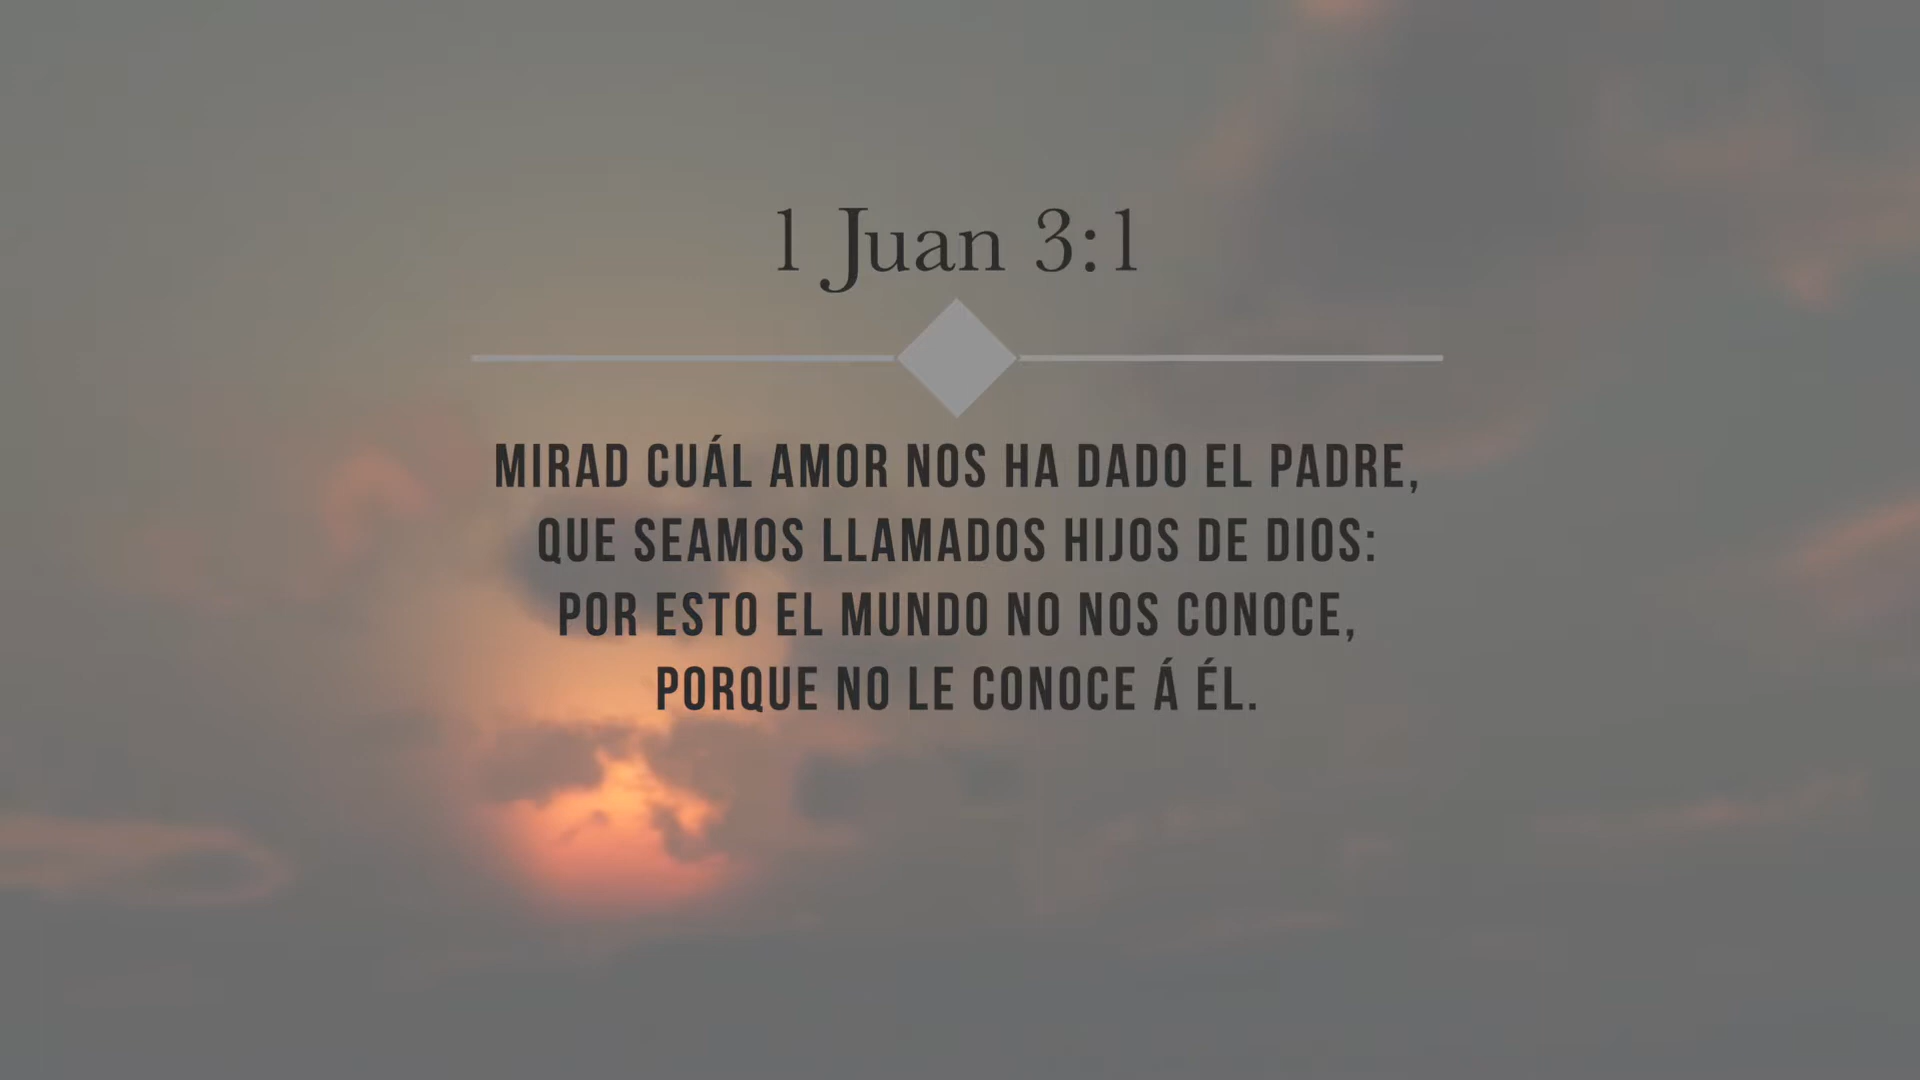 1 Juan 3:1
MIRAD CUÁL AMOR NOS HA DADO EL PADRE,
QUE SEAMOS LLAMADOS HIJOS DE DIOS:
POR ESTO EL MUNDO NO NOS CONOCE,
PORQUE NO LE CONOCE Á ÉL.